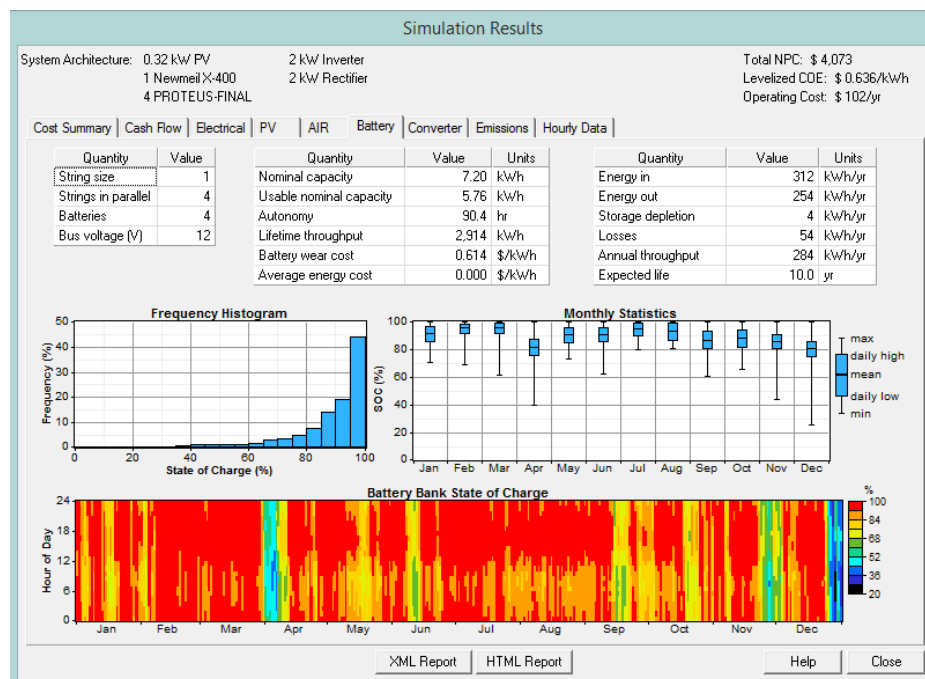 Simulation Results
System Architecture: 0.32 kW PV 2 kW Inverter Total NPC: $ 4,073
1 Newmeil X-400 2 kW Rectifier Levelized COE: $ 0.636/kWh
4 PROTEUS-FINAL Operating Cost: $ 102/yr
Cost Summary Cash Flow Electrical PV AIR Battery Converter Emissions Hourly Data
Quantity Value Quantity Value Units Quantity Value Units
String size 1 Nominal capacity 7.20 kWh Energy in 312 kWh/yr
Strings in parallel 4 Usable nominal capacity 5.76 kWh Energy out 254 kWh/yr
Batteries 4 Autonomy 90.4 hr Storage depletion 4 kWh/yr
Bus voltage (V) 12 Lifetime throughput 2,914 kWh Losses 54 kWh/yr
Battery wear cost 0.614 $/kWh Annual throughput 284 kWh/yr
Average energy cost 0.000 $/kWh Expected life 10.0 yr
Frequency Histogram
Frequency (%)
50
40
30
20
10
0
0 20 40 60 80 100
State of Charge (%)
Monthly Statistics
SOC (%)
100
80
60
40
20
0
Jan Feb Mar Apr May Jun Jul Aug Sep Oct Nov Dec
max
daily high
mean
daily low
min
Battery Bank State of Charge
Hour of Day
24
18
12
6
0
Jan Feb Mar Apr May Jun Jul Aug Sep Oct Nov Dec
%
100
84
68
52
36
20
XML Report HTML Report Help Close